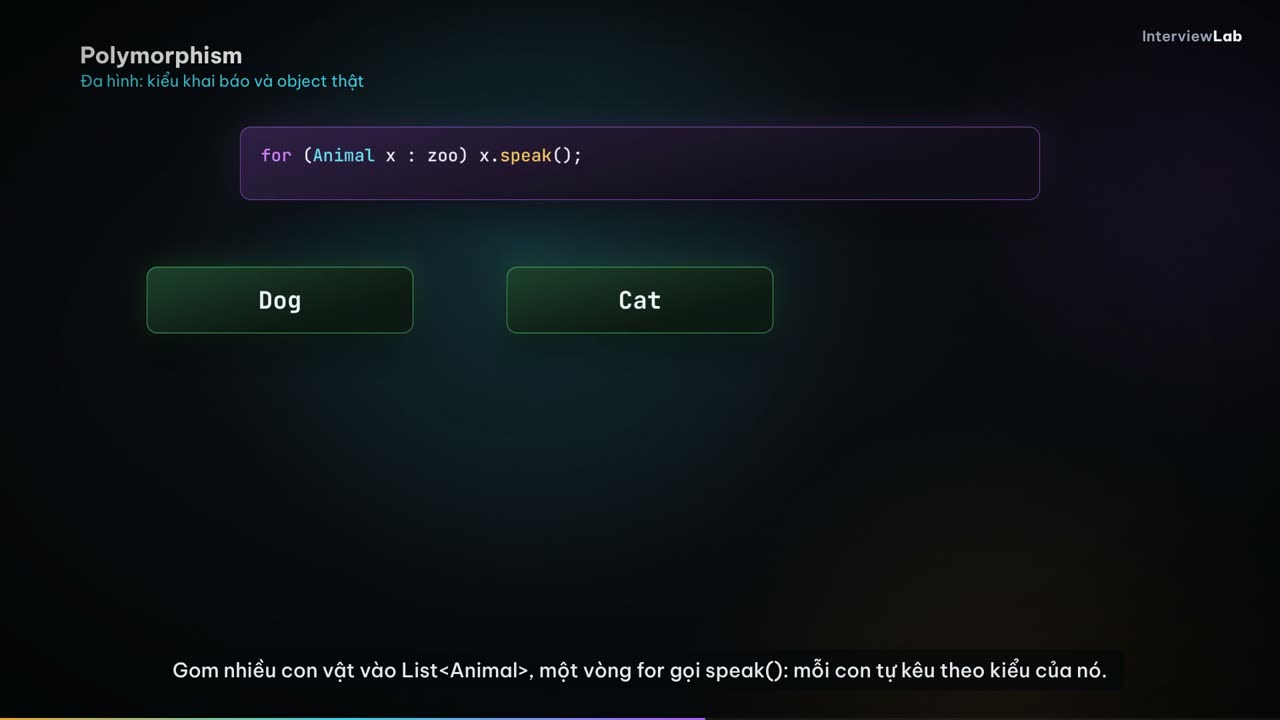 Polymorphism
InterviewLab
Đa hình: kiểu khai báo và object thật
for (Animal x : zoo) x.speak();
Dog
Cat
Gom nhiều con vật vào List<Animal>, một vòng for gọi speak(): mỗi con tự kêu theo kiểu của nó.